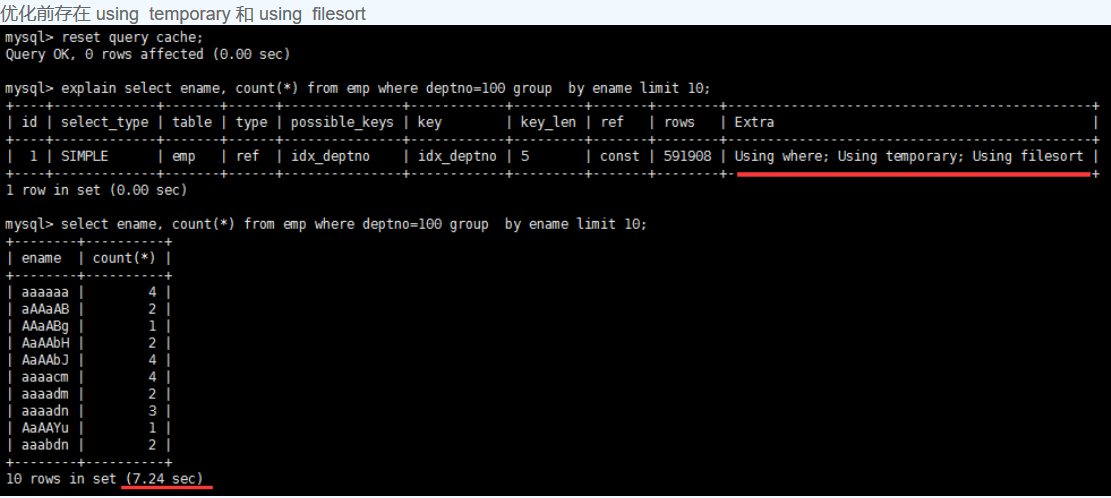 优化前存在 using  temporary 和 using  filesort
mysql> reset query cache;
Query OK, 0 rows affected (0.00 sec)
mysql> explain select ename, count(*) from emp where deptno=100 group  by ename limit 10;
+----+-------------+-------+------+---------------+------------+---------+-------+--------+----------------------------------------------+
| id | select_type | table | type | possible_keys | key        | key_len | ref   | rows   | Extra                                        |
+----+-------------+-------+------+---------------+------------+---------+-------+--------+----------------------------------------------+
|  1 | SIMPLE      | emp   | ref  | idx_deptno    | idx_deptno | 5       | const | 591908 | Using where; Using temporary; Using filesort |
+----+-------------+-------+------+---------------+------------+---------+-------+--------+----------------------------------------------+
1 row in set (0.00 sec)
mysql> select ename, count(*) from emp where deptno=100 group  by ename limit 10;
+--------+----------+
| ename  | count(*) |
+--------+----------+
| aaaaaa |        4 |
| aAAaAB |        2 |
| AAaABg |        1 |
| AaAAbH |        2 |
| AaAAbJ |        4 |
| aaaacm |        4 |
| aaaadm |        2 |
| aaaadn |        3 |
| AaAAYu |        1 |
| aaabdn |        2 |
+--------+----------+
10 rows in set (7.24 sec)